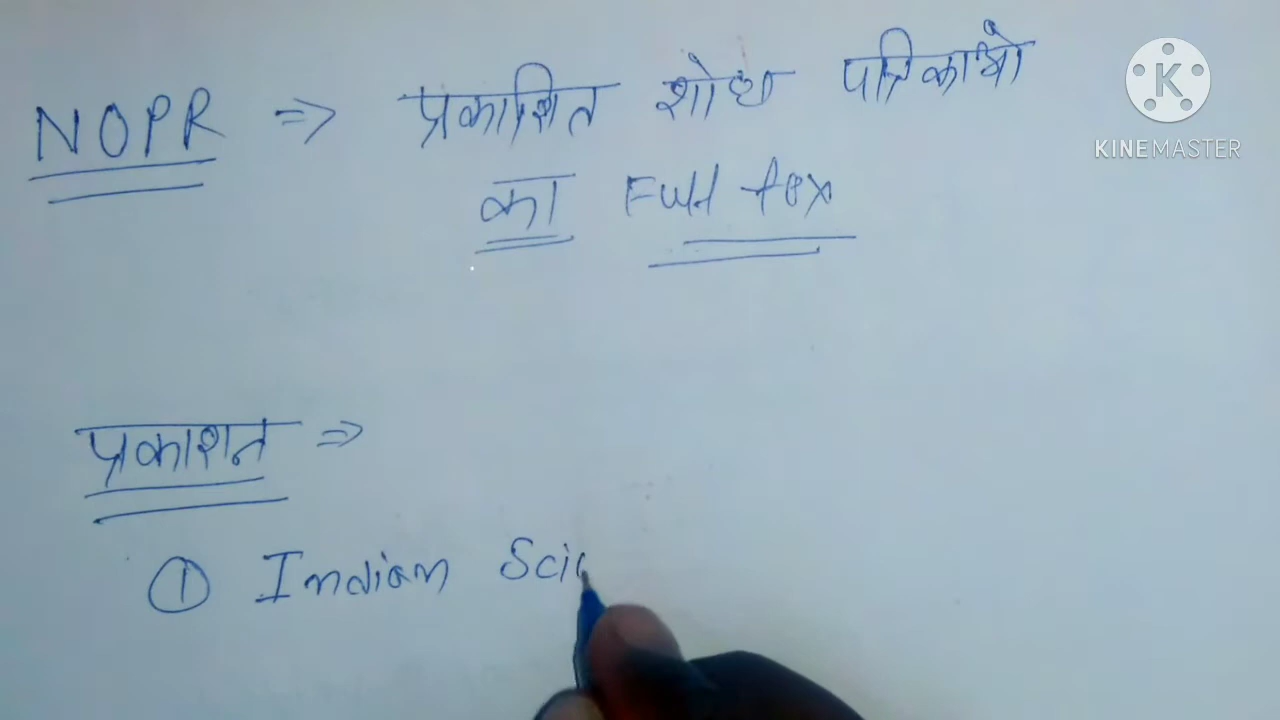 NOPR ⇒ प्रकाशित शोध पत्रिकाओ
का Full tex
प्रकाशन ⇒
① Indian Sci
K
KINEMASTER